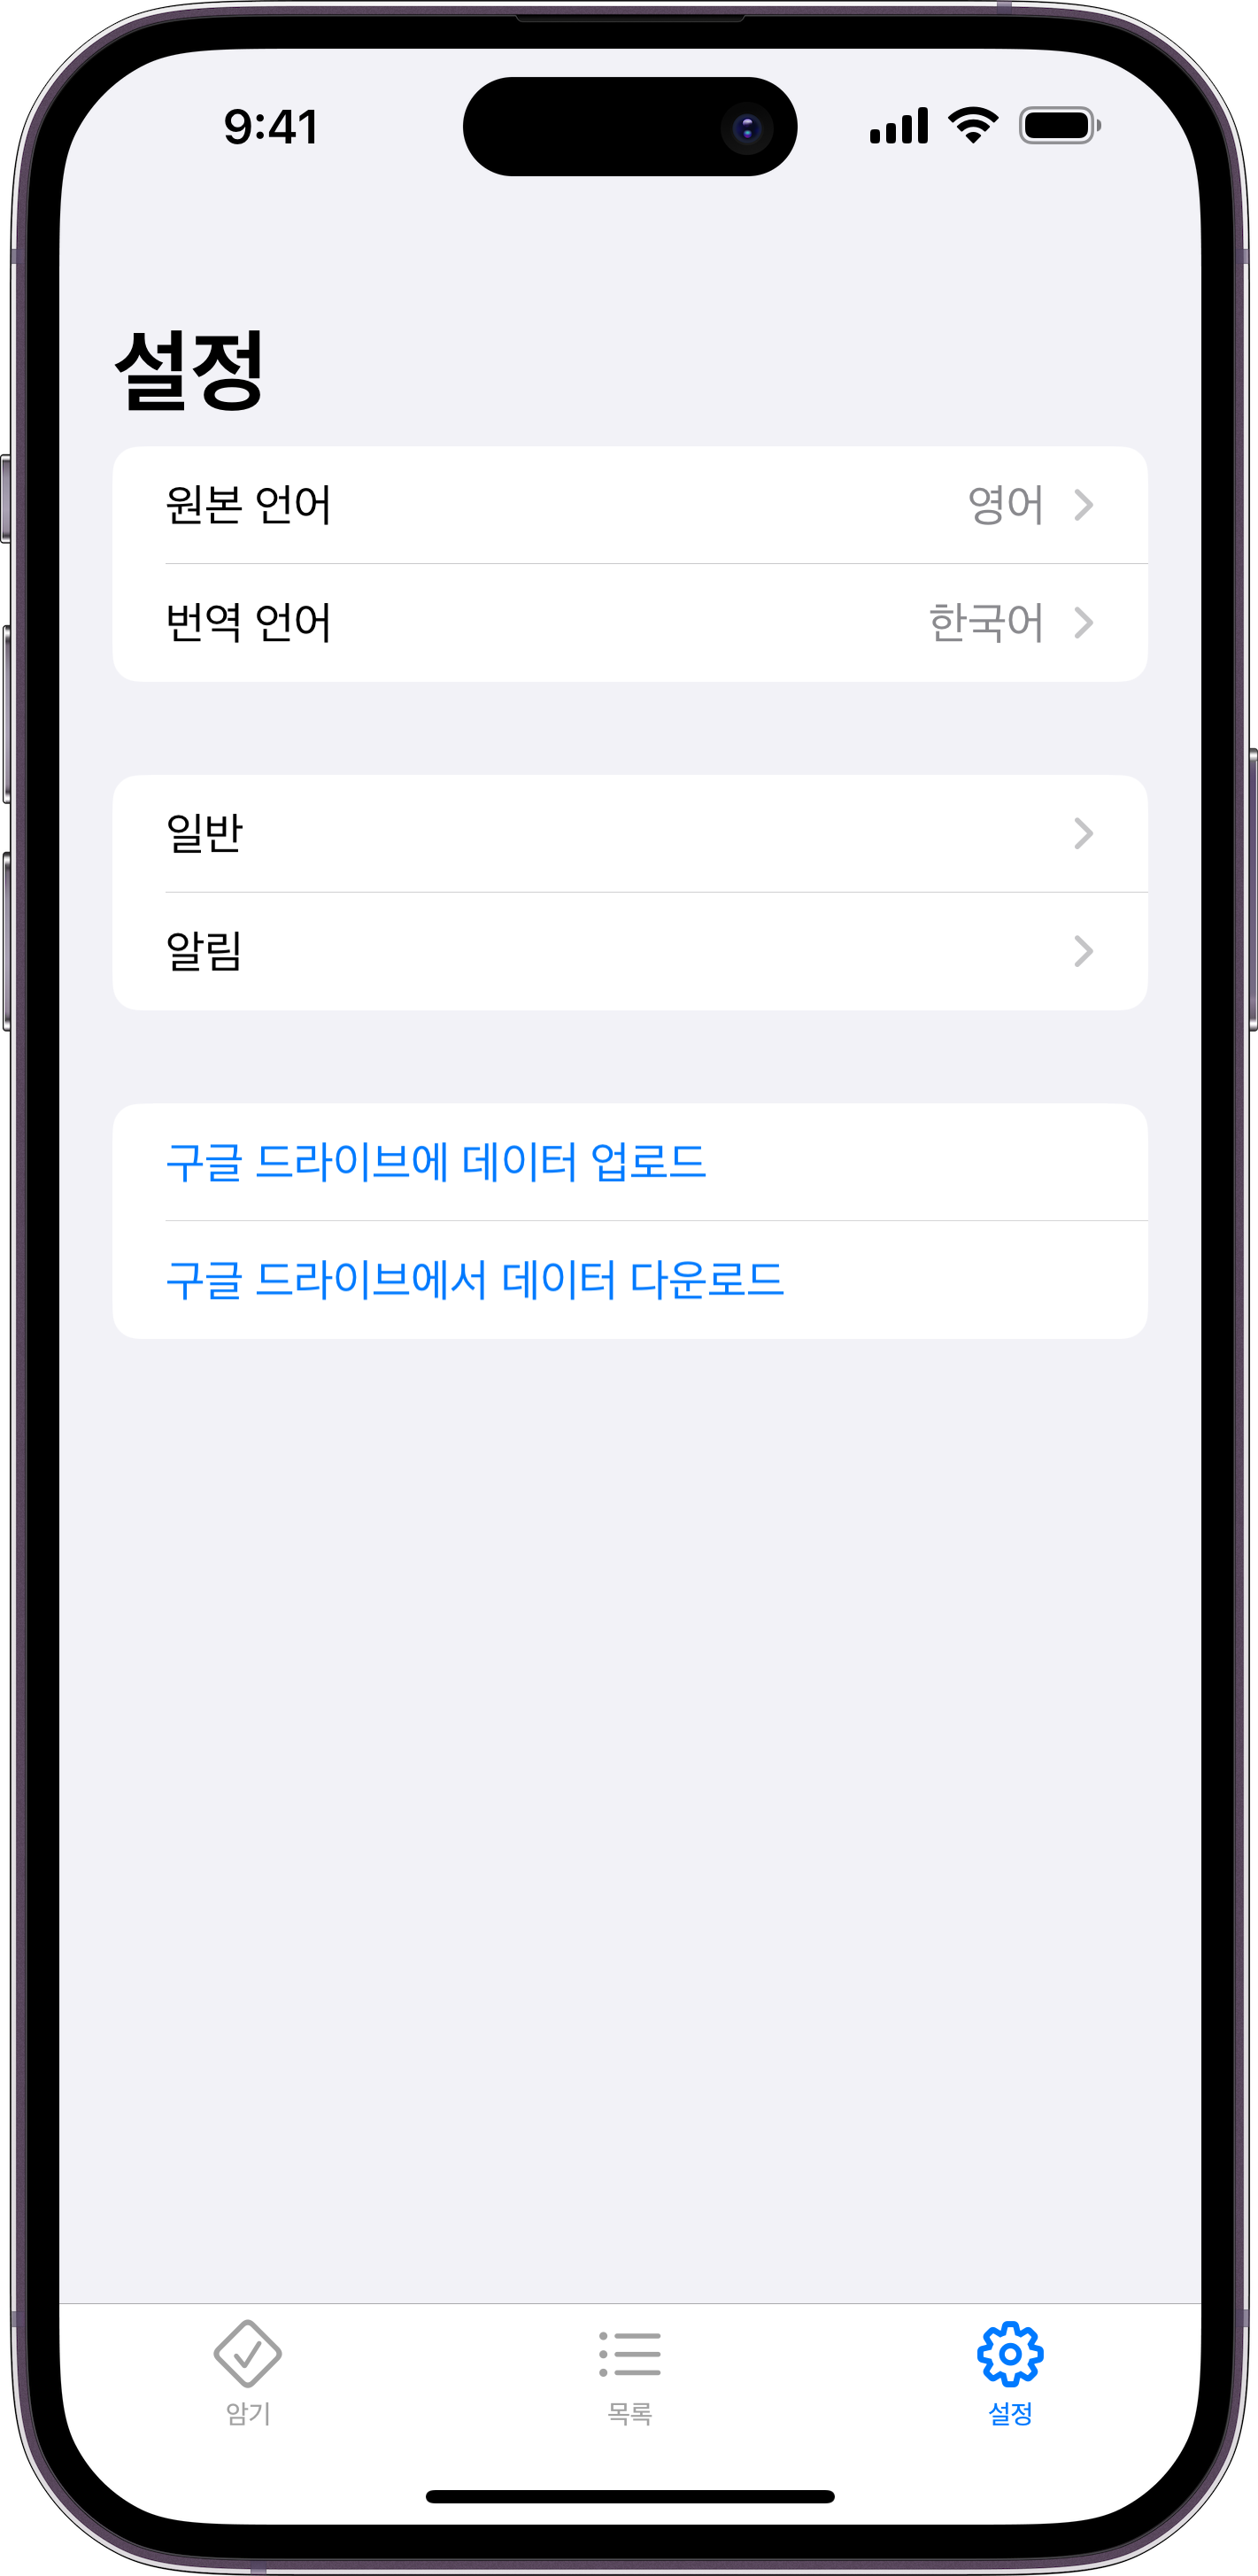 9:41
설정
원본 언어 영어
번역 언어 한국어
일반
알림
구글 드라이브에 데이터 업로드
구글 드라이브에서 데이터 다운로드
암기 목록 설정